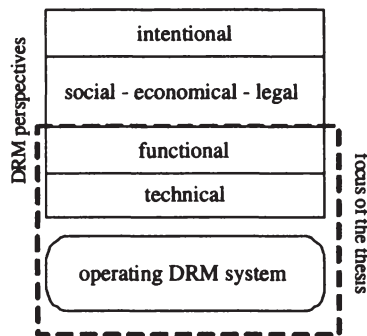 intentional
social - economical - legal
functional
technical
operating DRM system
DRM perspectives
focus of the thesis